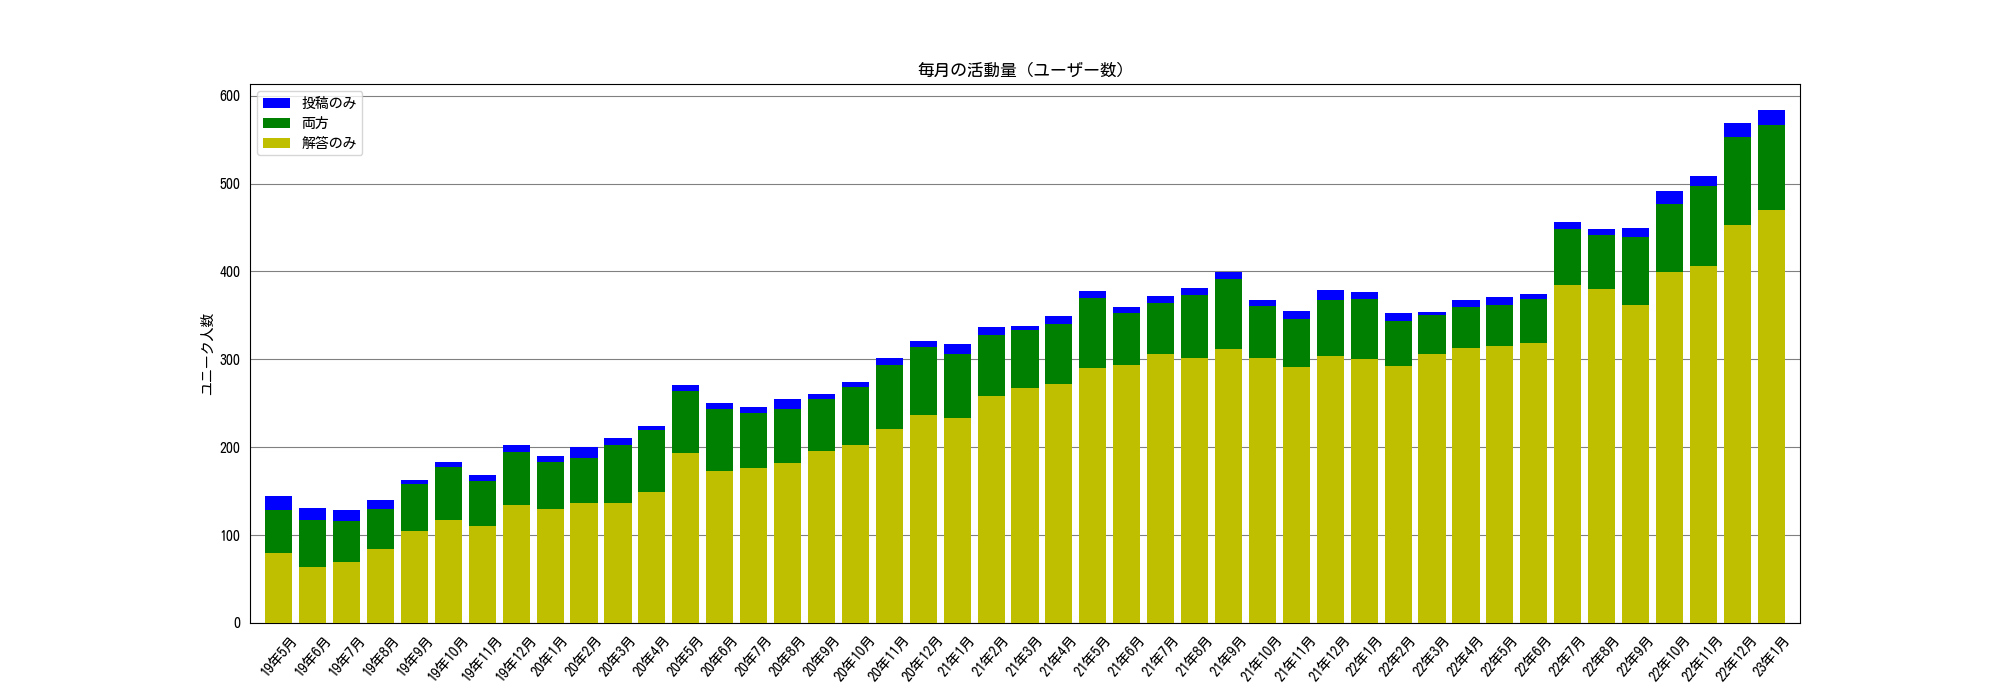 毎月の活動量（ユーザー数）
投稿のみ
両方
解答のみ
ユニーク人数
600
500
400
300
200
100
0
19年5月
19年6月
19年7月
19年8月
19年9月
19年10月
19年11月
19年12月
20年1月
20年2月
20年3月
20年4月
20年5月
20年6月
20年7月
20年8月
20年9月
20年10月
20年11月
20年12月
21年1月
21年2月
21年3月
21年4月
21年5月
21年6月
21年7月
21年8月
21年9月
21年10月
21年11月
21年12月
22年1月
22年2月
22年3月
22年4月
22年5月
22年6月
22年7月
22年8月
22年9月
22年10月
22年11月
22年12月
23年1月